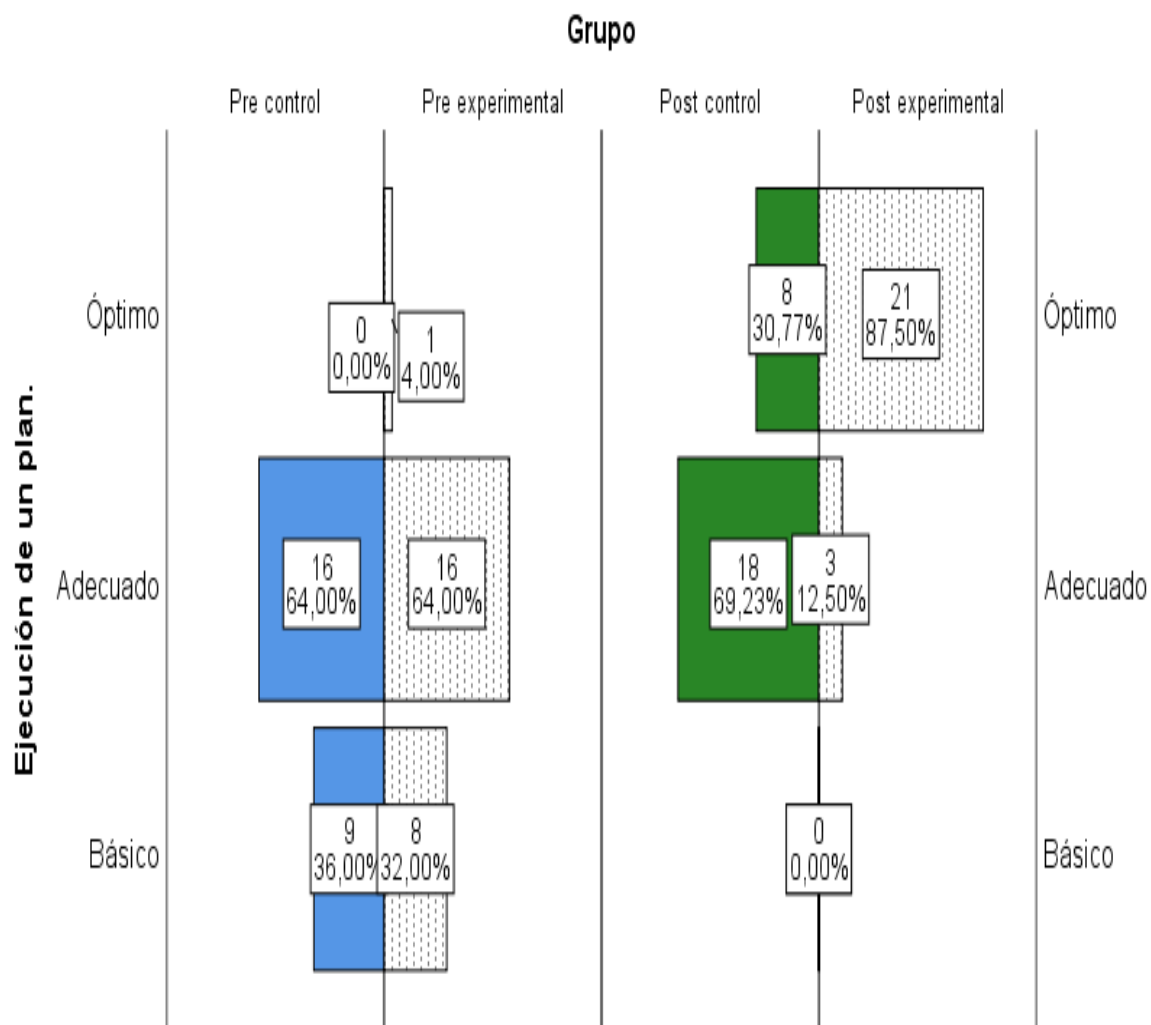 Grupo
Pre control
Pre experimental
Post control
Post experimental
Ejecución de un plan.
Óptimo
0
0,00%
1
4,00%
8
30,77%
21
87,50%
Óptimo
Adecuado
16
64,00%
16
64,00%
18
69,23%
3
12,50%
Adecuado
Básico
9
36,00%
8
32,00%
0
0,00%
Básico